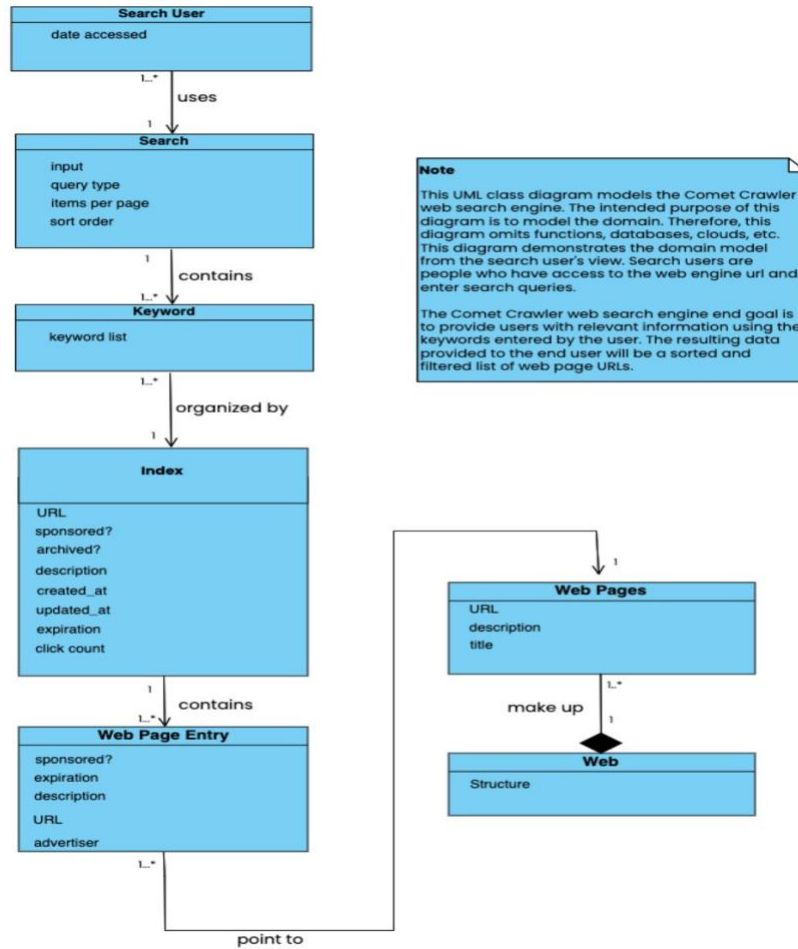 Search User
date accessed
1...*
uses
1
Search
input
query type
items per page
sort order
1
contains
1...*
Keyword
keyword list
1...*
organized by
1
Index
URL
sponsored?
archived?
description
created_at
updated_at
expiration
click count
1
contains
1...*
Web Page Entry
sponsored?
expiration
description
URL
advertiser
1...*
point to
Note
This UML class diagram models the Comet Crawler
web search engine. The intended purpose of this
diagram is to model the domain. Therefore, this
diagram omits functions, databases, clouds, etc.
This diagram demonstrates the domain model
from the search user's view. Search users are
people who have access to the web engine url and
enter search queries.
The Comet Crawler web search engine end goal is
to provide users with relevant information using the
keywords entered by the user. The resulting data
provided to the end user will be a sorted and
filtered list of web page URLs.
1
Web Pages
URL
description
title
1...*
make up
1
Web
Structure